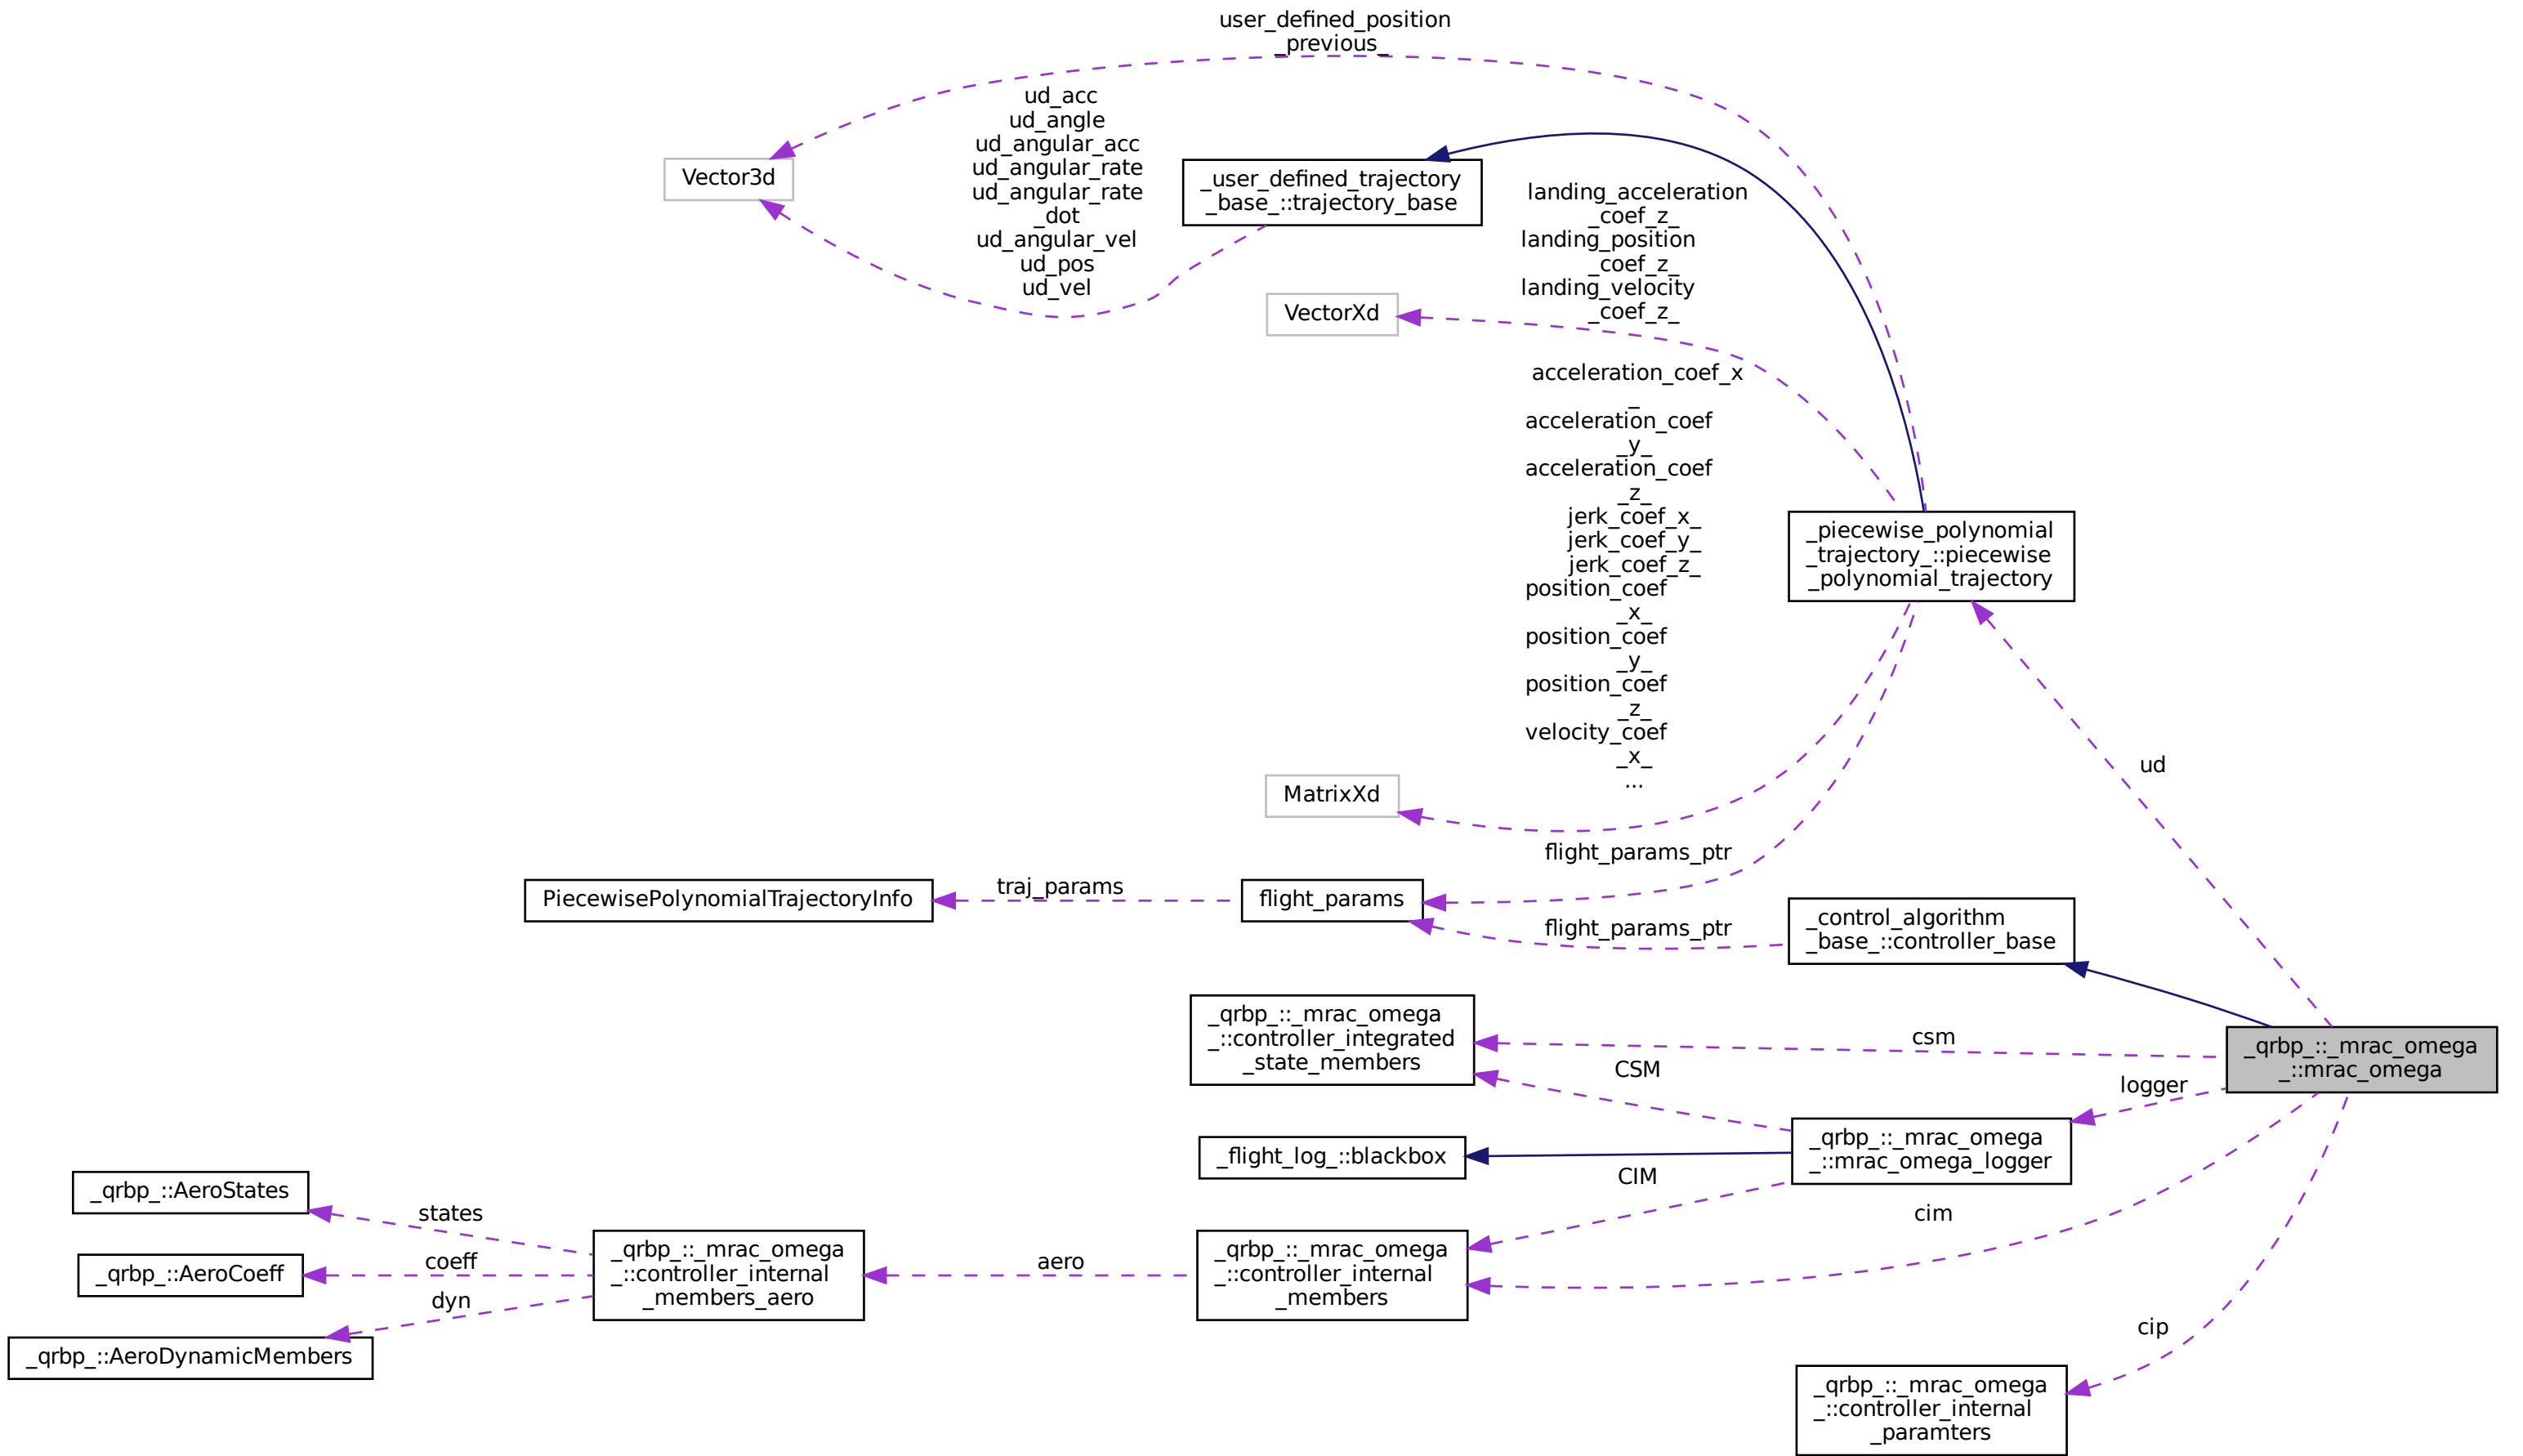 user_defined_position
_previous_
ud_acc
ud_angle
ud_angular_acc
ud_angular_rate
ud_angular_rate
_dot
ud_angular_vel
ud_pos
ud_vel
Vector3d
_user_defined_trajectory
_base_::trajectory_base
landing_acceleration
_coef_z_
landing_position
_coef_z_
landing_velocity
_coef_z_
VectorXd
acceleration_coef_x
_
acceleration_coef
_y_
acceleration_coef
_z_
jerk_coef_x_
jerk_coef_y_
jerk_coef_z_
position_coef
_x_
position_coef
_y_
position_coef
_z_
velocity_coef
_x_
...
_piecewise_polynomial
_trajectory_::piecewise
_polynomial_trajectory
MatrixXd
ud
flight_params_ptr
PiecewisePolynomialTrajectoryInfo
traj_params
flight_params
flight_params_ptr
_control_algorithm
_base_::controller_base
_qrbp_::_mrac_omega
_::controller_integrated
_state_members
csm
CSM
_qrbp_::_mrac_omega
_::mrac_omega
logger
_flight_log_::blackbox
_qrbp_::_mrac_omega
_::mrac_omega_logger
CIM
cim
_qrbp_::AeroStates
states
_qrbp_::AeroCoeff
coeff
dyn
_qrbp_::AeroDynamicMembers
_qrbp_::_mrac_omega
_::controller_internal
_members_aero
aero
_qrbp_::_mrac_omega
_::controller_internal
_members
cip
_qrbp_::_mrac_omega
_::controller_internal
_paramters